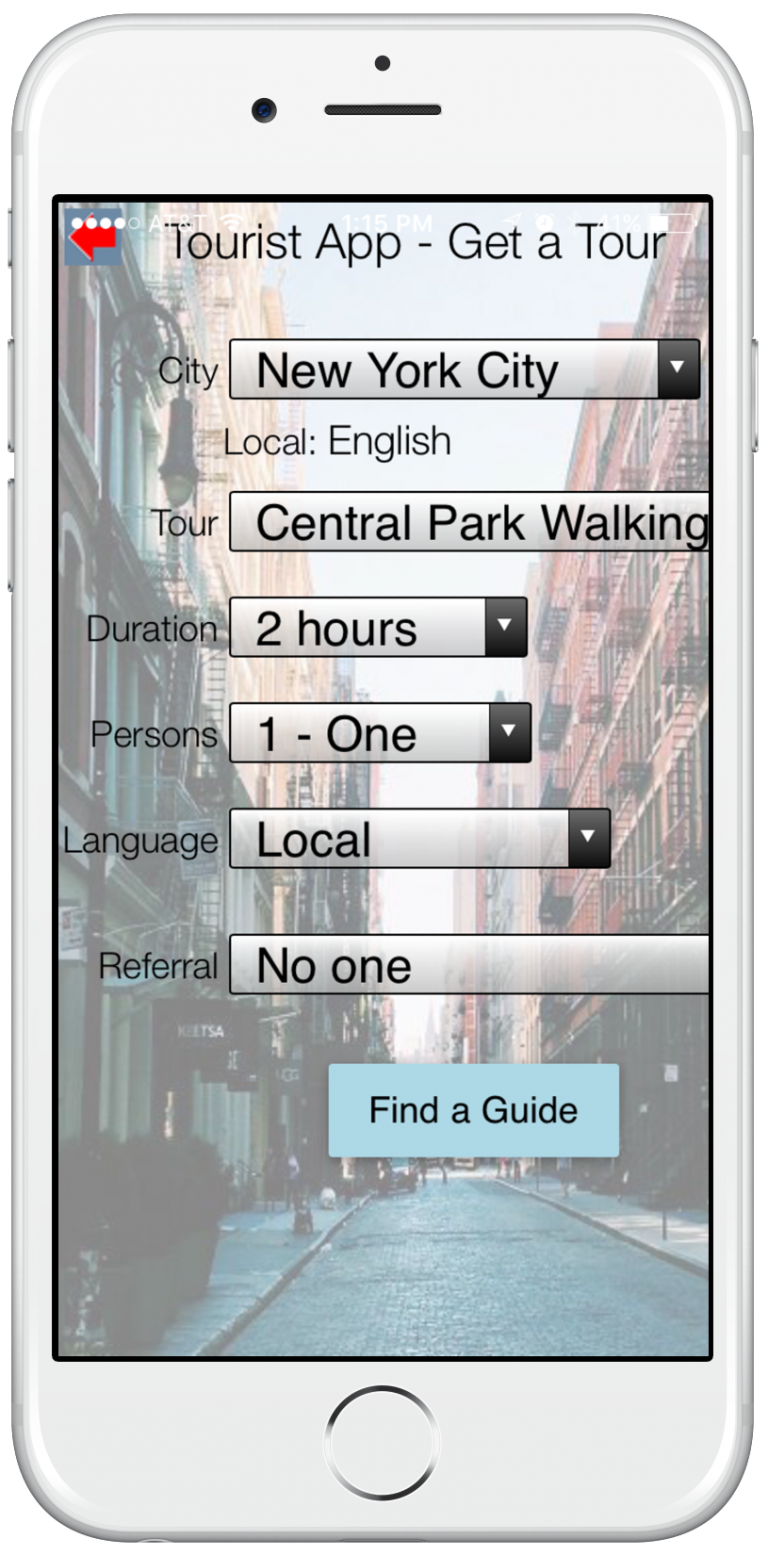 AT&T 1:15 PM 41%
Tourist App - Get a Tour
City New York City
Local: English
Tour Central Park Walking
Duration 2 hours
Persons 1 - One
Language Local
Referral No one
KEETSA
Find a Guide